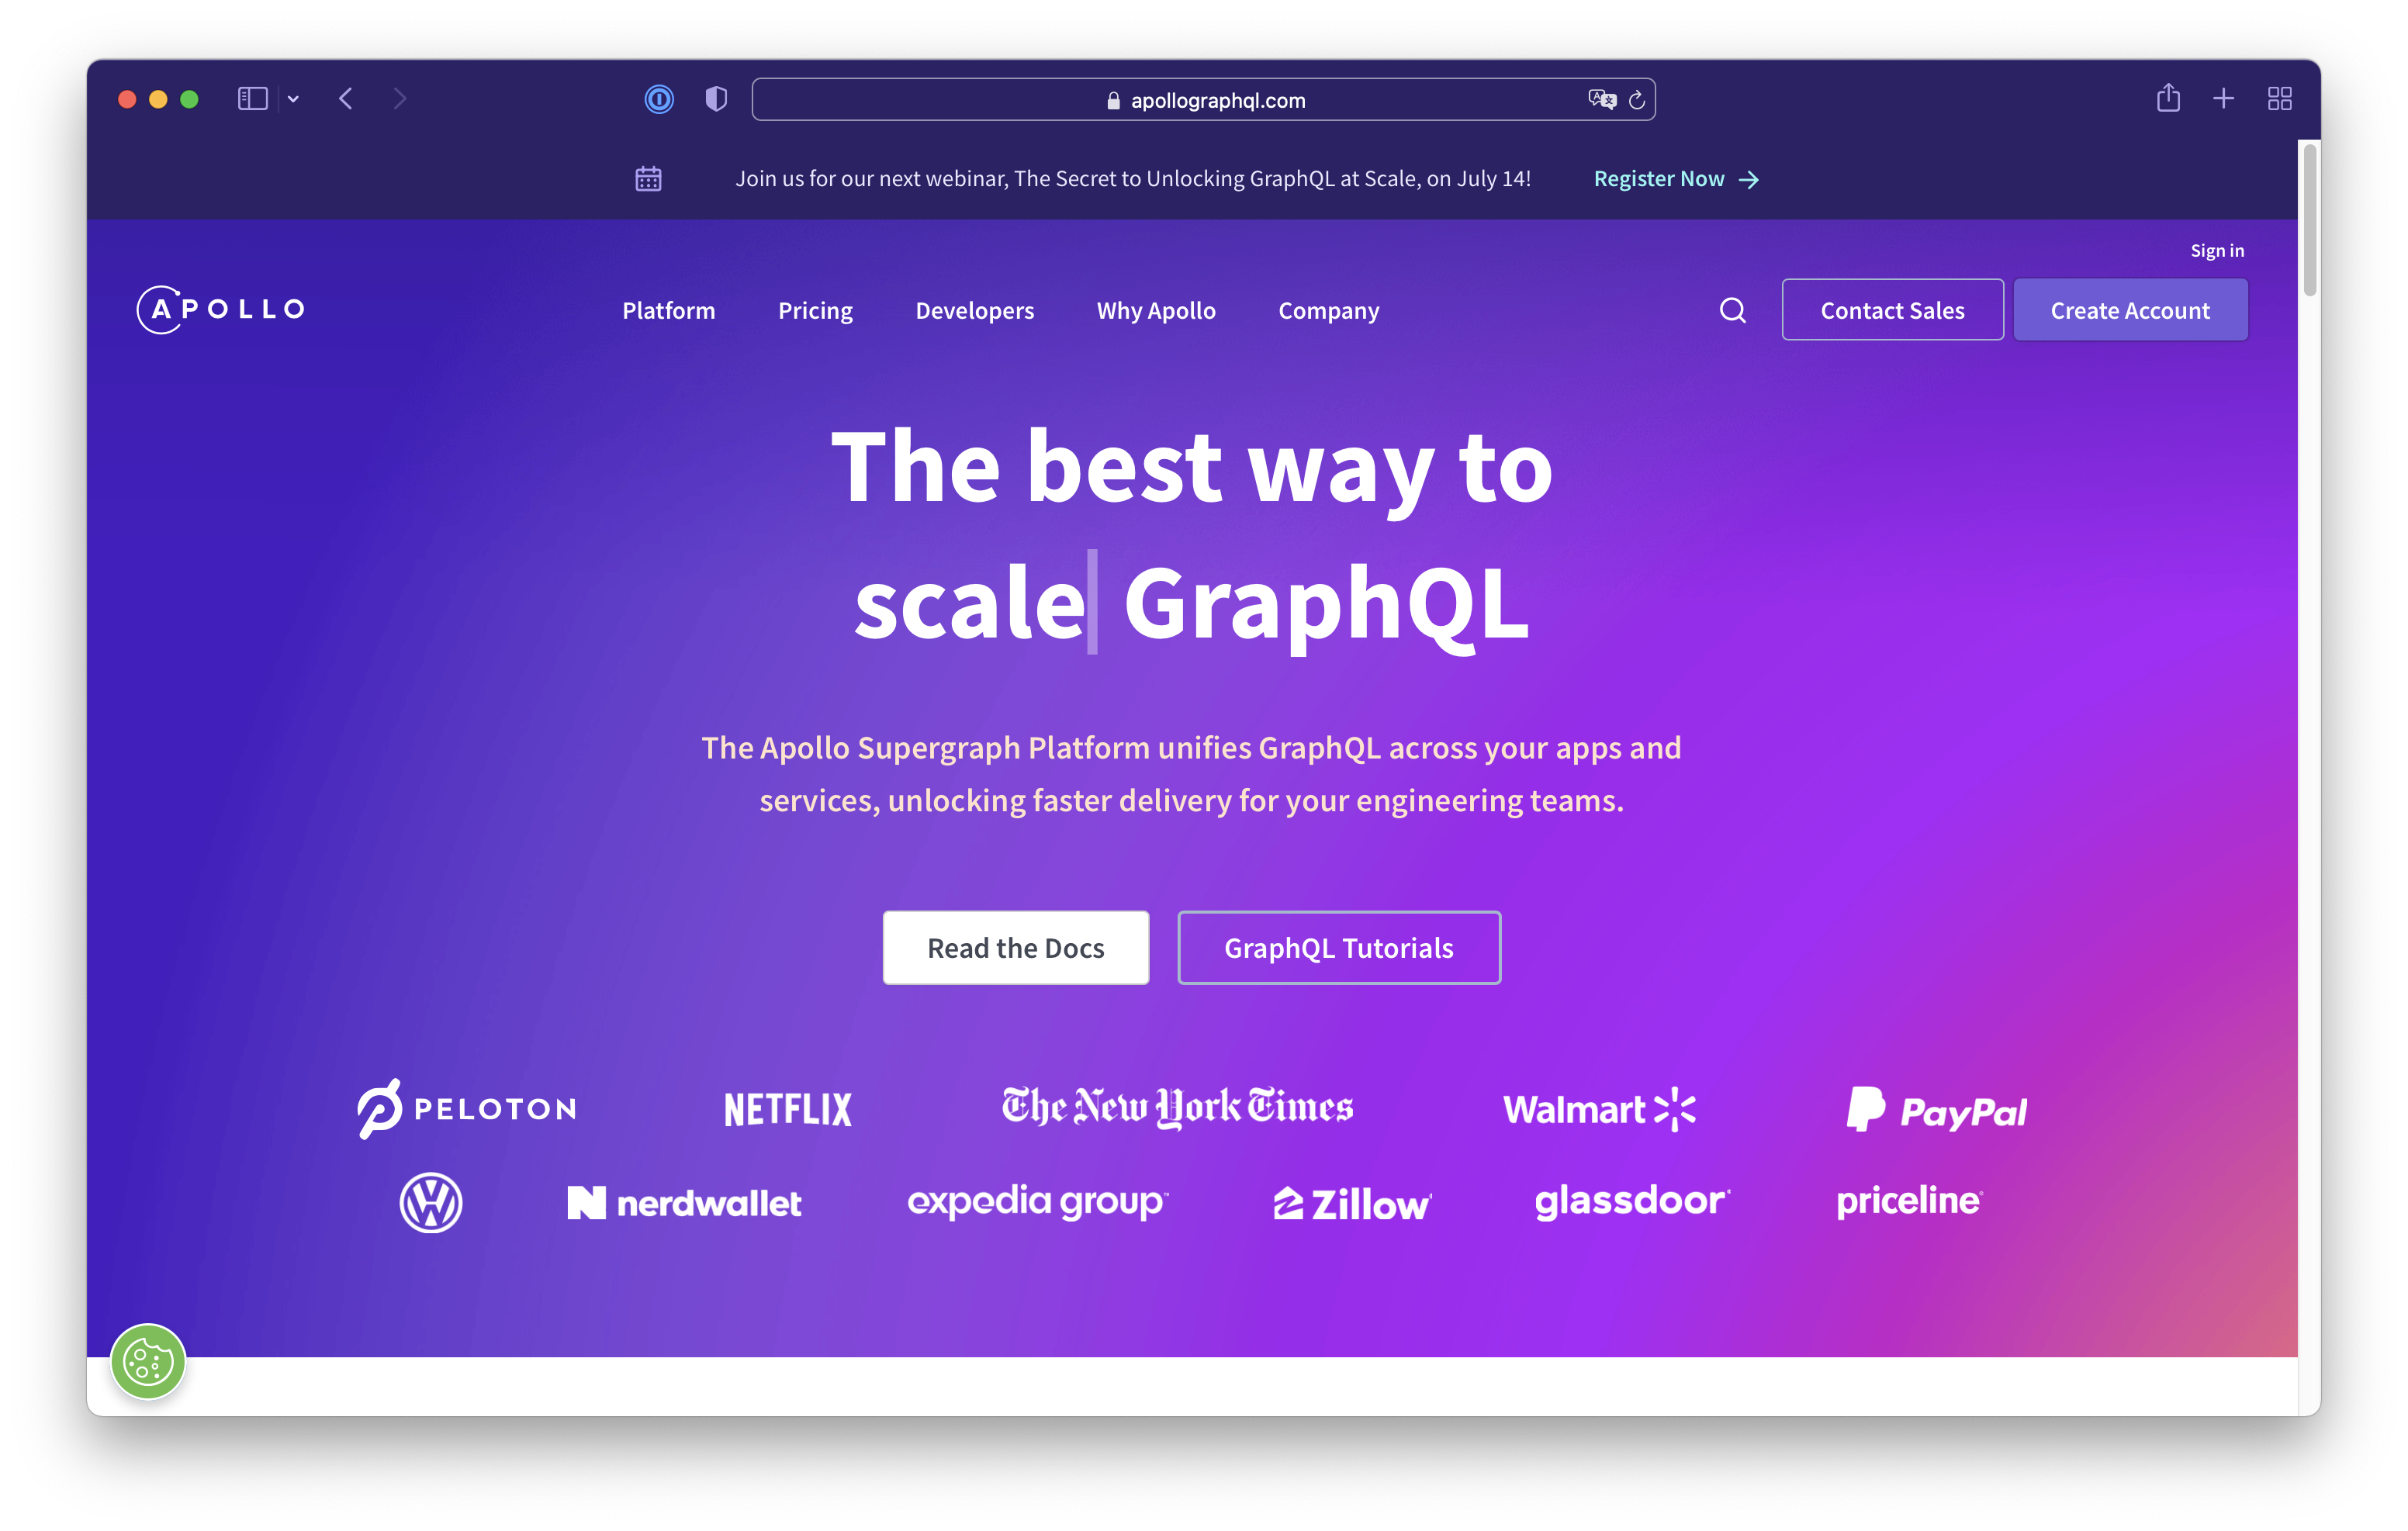 apollographql.com
Join us for our next webinar, The Secret to Unlocking GraphQL at Scale, on July 14! Register Now →
Sign in
APOLLO Platform Pricing Developers Why Apollo Company Contact Sales Create Account
The best way to
scale GraphQL
The Apollo Supergraph Platform unifies GraphQL across your apps and
services, unlocking faster delivery for your engineering teams.
Read the Docs GraphQL Tutorials
PELOTON NETFLIX The New York Times Walmart PayPal
VW nerdwallet expedia group™ Zillow glassdoor priceline